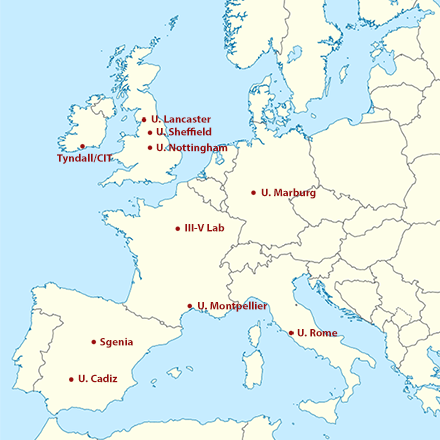 U. Lancaster
U. Sheffield
U. Nottingham
Tyndall/CIT
U. Marburg
III-V Lab
U. Montpellier
U. Rome
Sgenia
U. Cadiz